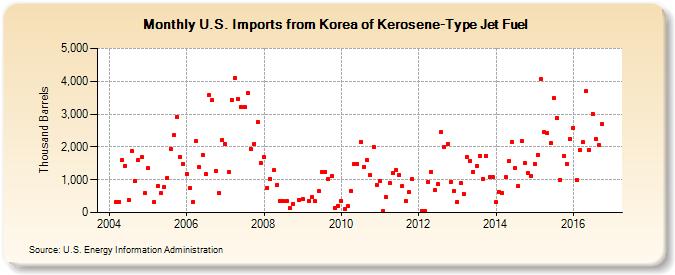 Monthly U.S. Imports from Korea of Kerosene-Type Jet Fuel
Thousand Barrels
5,000
4,000
3,000
2,000
1,000
0
2004 2006 2008 2010 2012 2014 2016
Source: U.S. Energy Information Administration